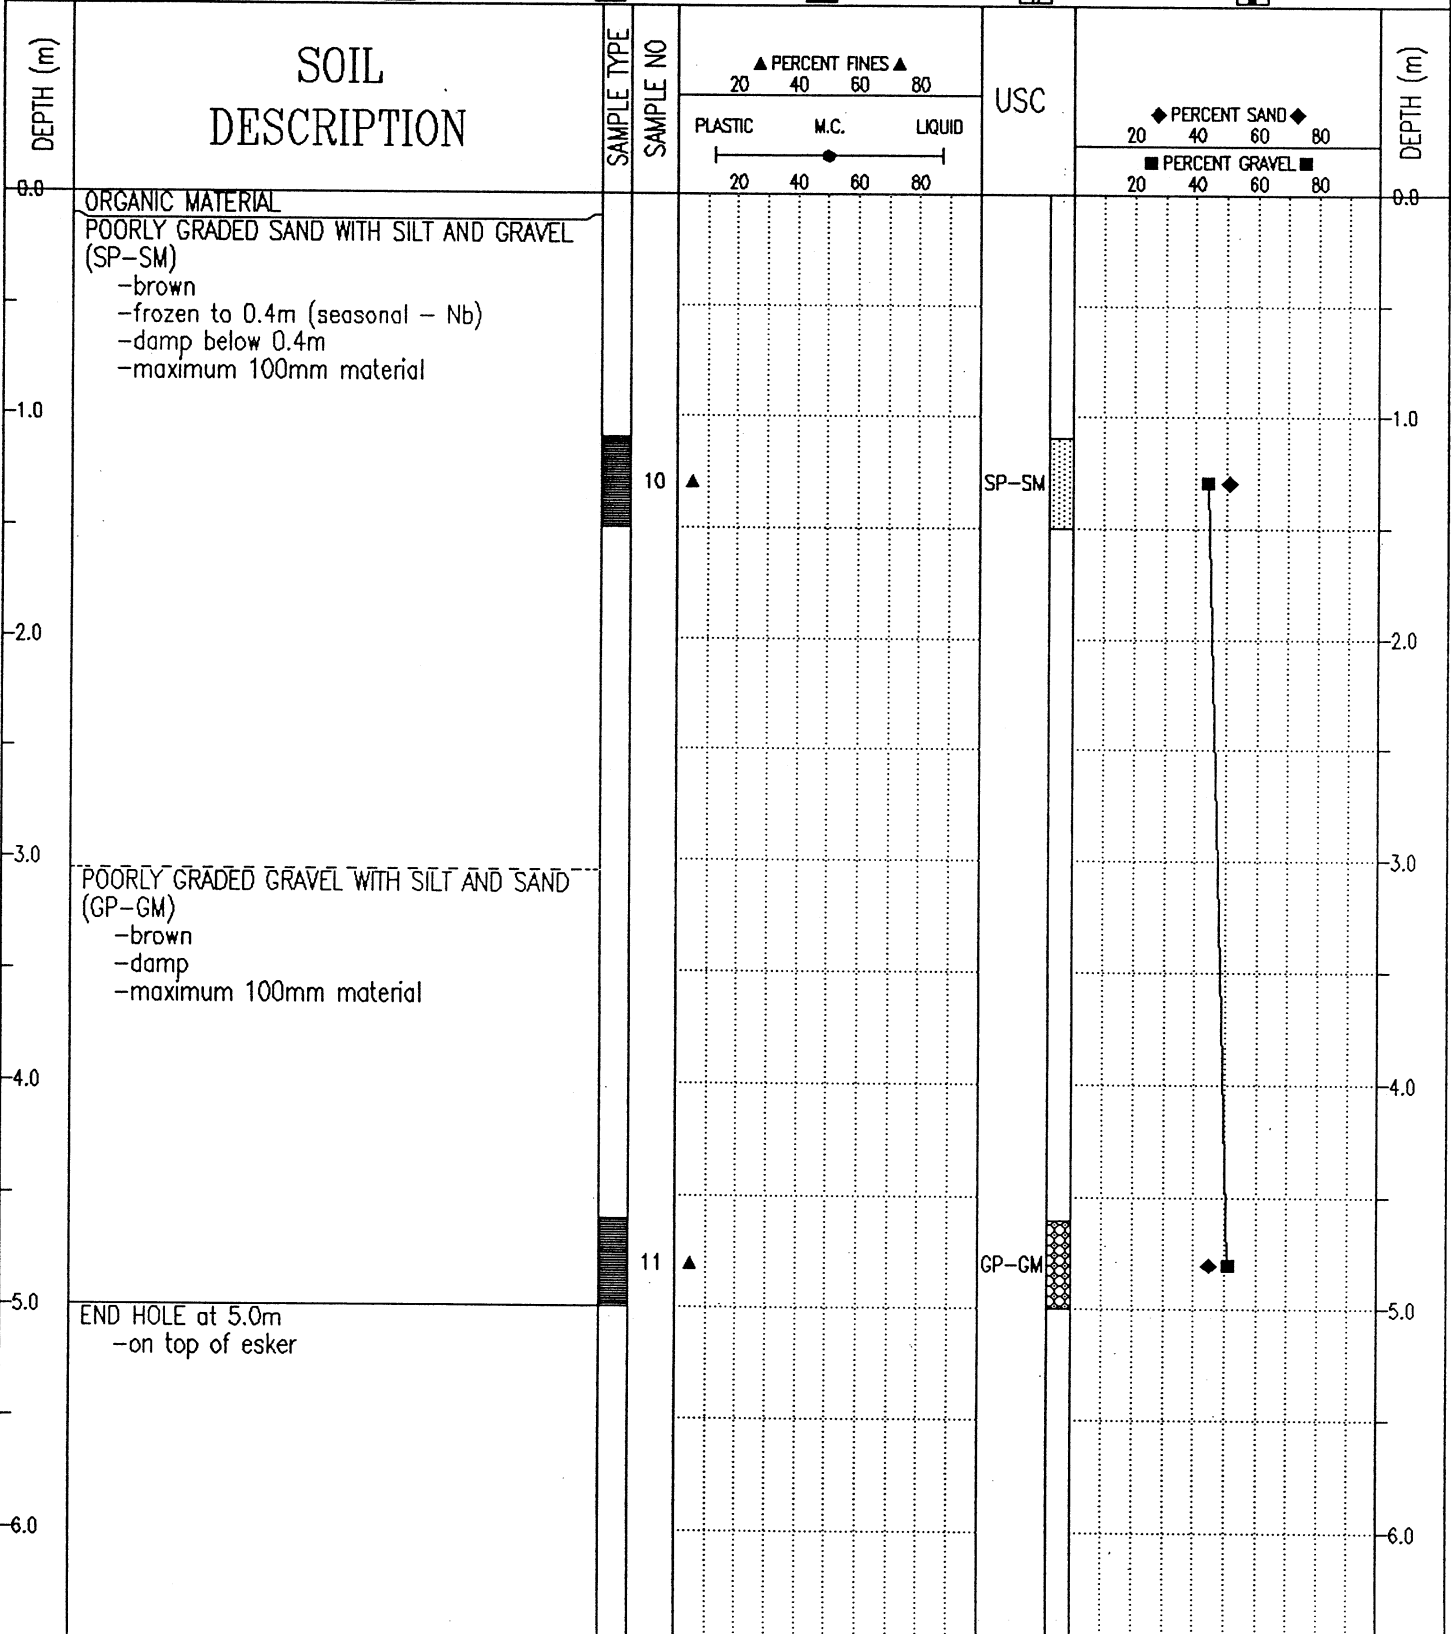 DEPTH (m)
SOIL
DESCRIPTION
SAMPLE TYPE
SAMPLE NO
▲ PERCENT FINES ▲
20 40 60 80
PLASTIC M.C. LIQUID
20 40 60 80
USC
◆ PERCENT SAND ◆
20 40 60 80
■ PERCENT GRAVEL ■
20 40 60 80
DEPTH (m)
0.0
ORGANIC MATERIAL
0.0
POORLY GRADED SAND WITH SILT AND GRAVEL
(SP-SM)
-brown
-frozen to 0.4m (seasonal - Nb)
-damp below 0.4m
-maximum 100mm material
1.0
1.0
10
SP-SM
2.0
2.0
3.0
3.0
POORLY GRADED GRAVEL WITH SILT AND SAND
(GP-GM)
-brown
-damp
-maximum 100mm material
4.0
4.0
11
GP-GM
5.0
5.0
END HOLE at 5.0m
-on top of esker
6.0
6.0